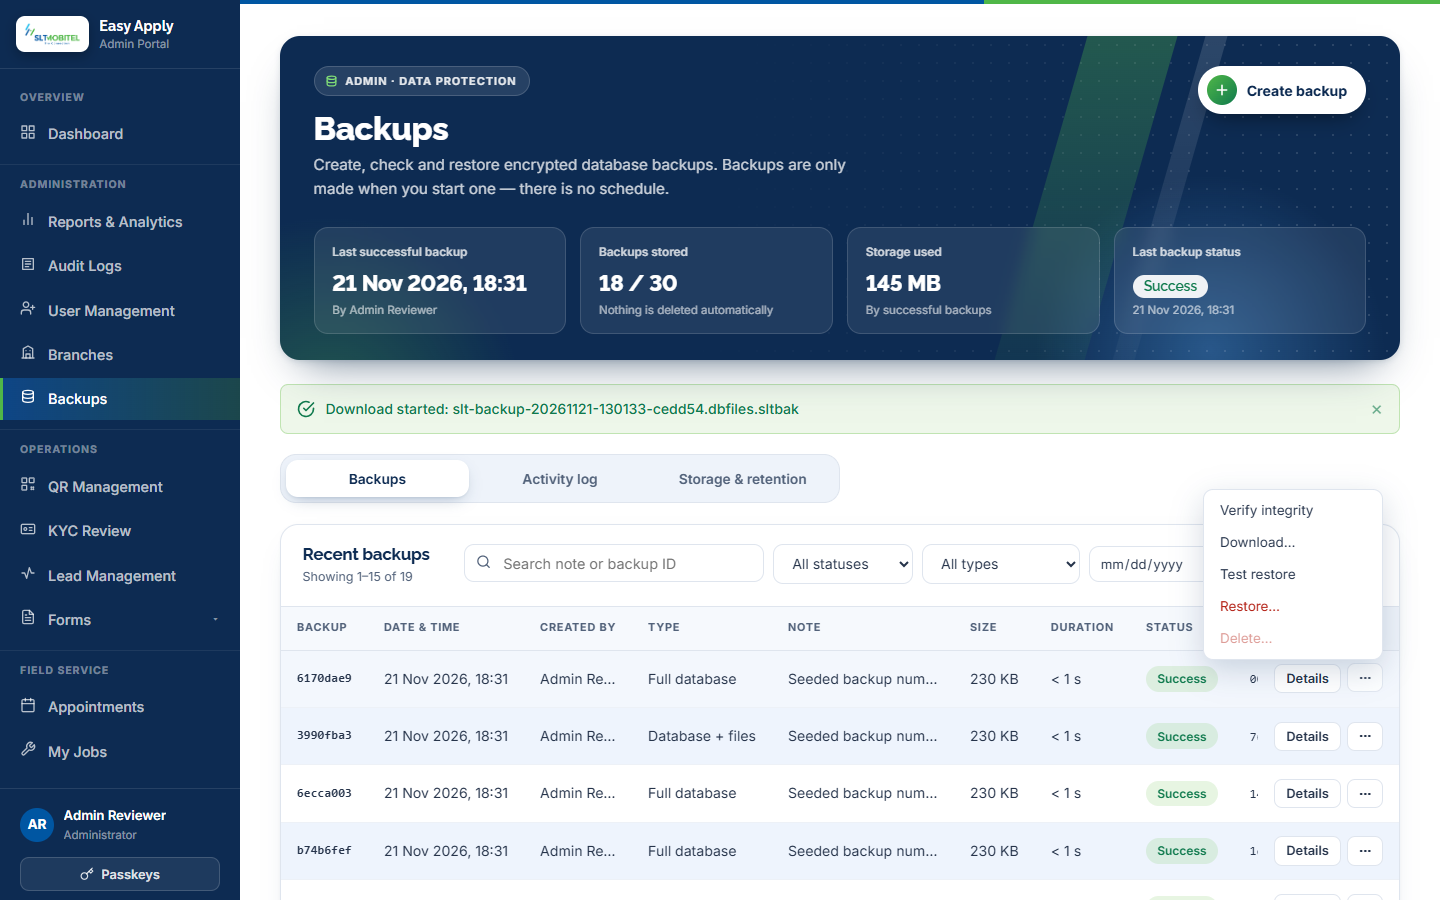 SLTMOBITEL
Easy Apply
Admin Portal
OVERVIEW
Dashboard
ADMINISTRATION
Reports & Analytics
Audit Logs
User Management
Branches
Backups
OPERATIONS
QR Management
KYC Review
Lead Management
Forms
FIELD SERVICE
Appointments
My Jobs
AR
Admin Reviewer
Administrator
Passkeys
ADMIN · DATA PROTECTION
Create backup
Backups
Create, check and restore encrypted database backups. Backups are only
made when you start one — there is no schedule.
Last successful backup
21 Nov 2026, 18:31
By Admin Reviewer
Backups stored
18 / 30
Nothing is deleted automatically
Storage used
145 MB
By successful backups
Last backup status
Success
21 Nov 2026, 18:31
Download started: slt-backup-20261121-130133-cedd54.dbfiles.sltbak
Backups Activity log Storage & retention
Recent backups
Showing 1–15 of 19
Search note or backup ID
All statuses
All types
mm/dd/yyyy
Verify integrity
Download...
Test restore
Restore...
Delete...
BACKUP DATE & TIME CREATED BY TYPE NOTE SIZE DURATION STATUS
6170dae9 21 Nov 2026, 18:31 Admin Re... Full database Seeded backup num... 230 KB < 1 s Success Details ...
3990fba3 21 Nov 2026, 18:31 Admin Re... Database + files Seeded backup num... 230 KB < 1 s Success Details ...
6ecca003 21 Nov 2026, 18:31 Admin Re... Full database Seeded backup num... 230 KB < 1 s Success Details ...
b74b6fef 21 Nov 2026, 18:31 Admin Re... Full database Seeded backup num... 230 KB < 1 s Success Details ...